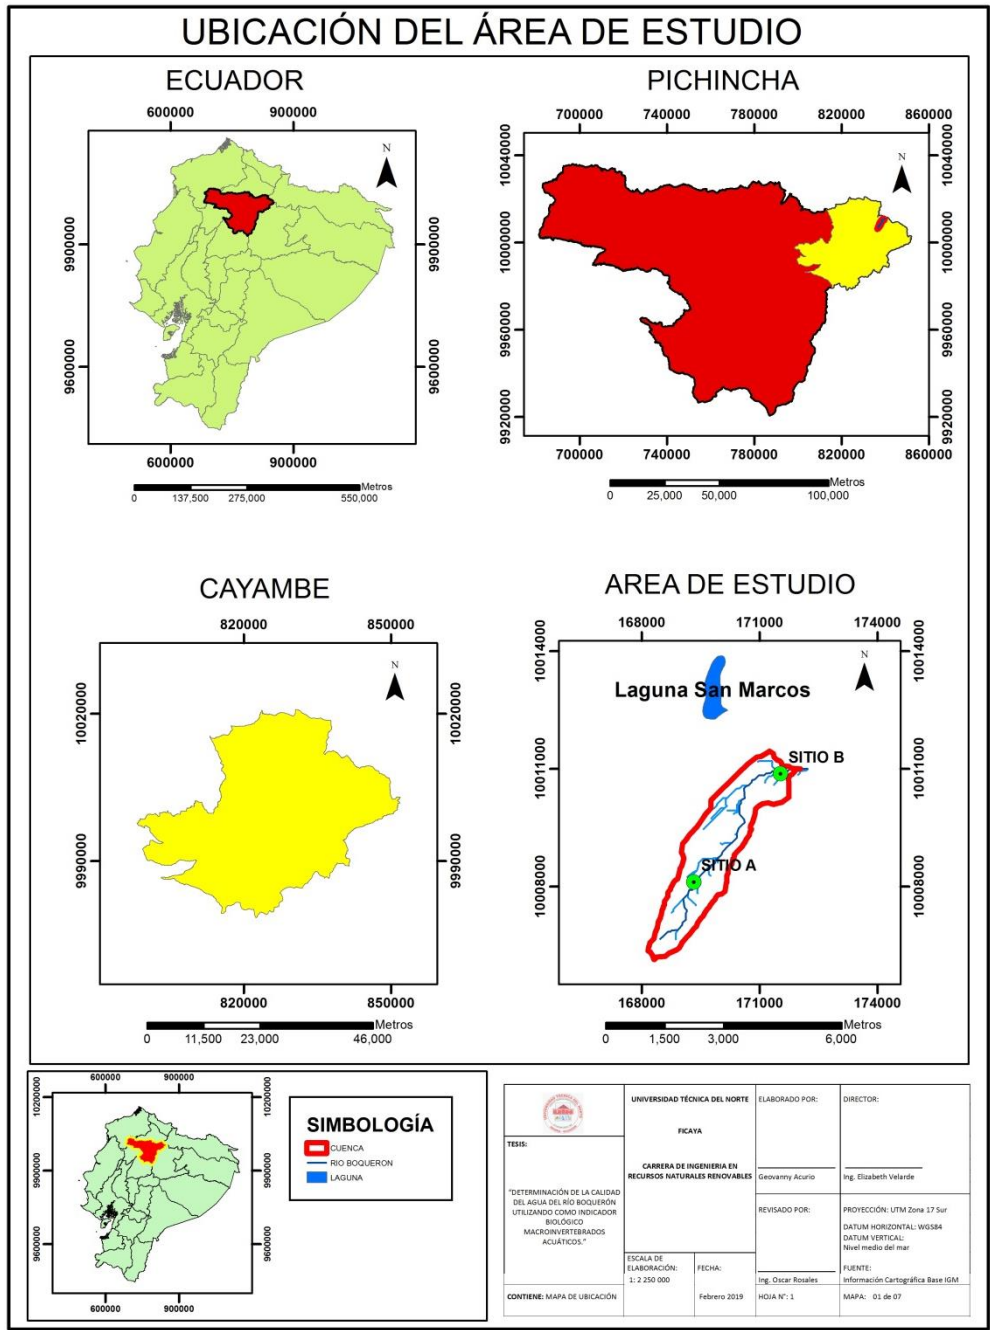 UBICACIÓN DEL ÁREA DE ESTUDIO
ECUADOR
600000 900000
N
9900000
9600000
600000 900000
Metros
0 137,500 275,000 550,000
PICHINCHA
700000 740000 780000 820000 860000
N
10040000 10040000
10000000 10000000
9960000 9960000
9920000 9920000
700000 740000 780000 820000 860000
Metros
0 25,000 50,000 100,000
CAYAMBE
820000 850000
N
10020000 10020000
9990000 9990000
820000 850000
Metros
0 11,500 23,000 46,000
AREA DE ESTUDIO
168000 171000 174000
N
10014000 10014000
Laguna San Marcos
SITIO B
10011000 10011000
SITIO A
10008000 10008000
168000 171000 174000
Metros
0 1,500 3,000 6,000
600000 900000
10200000 10200000
9900000 9900000
9600000 9600000
600000 900000
SIMBOLOGÍA
CUENCA
RIO BOQUERON
LAGUNA
TESIS:
"DETERMINACIÓN DE LA CALIDAD
DEL AGUA DEL RÍO BOQUERÓN
UTILIZANDO COMO INDICADOR
BIOLÓGICO
MACROINVERTEBRADOS
ACUÁTICOS."
CONTIENE: MAPA DE UBICACIÓN
UNIVERSIDAD TÉCNICA DEL NORTE
FICAYA
CARRERA DE INGENIERIA EN
RECURSOS NATURALES RENOVABLES
ESCALA DE
ELABORACIÓN:
1: 2 250 000
FECHA:
Febrero 2019
ELABORADO POR:
Geovanny Acurio
DIRECTOR:
Ing. Elizabeth Velarde
REVISADO POR:
Ing. Oscar Rosales
HOJA N°: 1
PROYECCIÓN: UTM Zona 17 Sur
DATUM HORIZONTAL: WGS84
DATUM VERTICAL:
Nivel medio del mar
FUENTE:
Información Cartográfica Base IGM
MAPA: 01 de 07